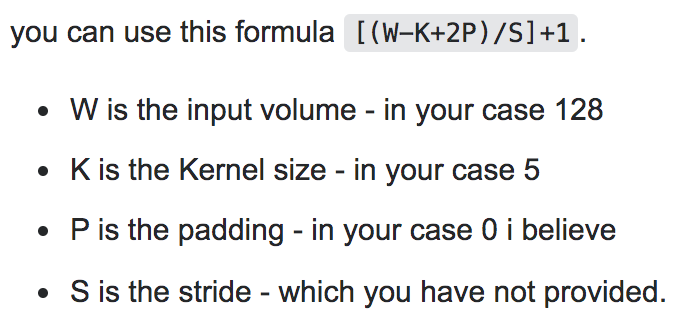 you can use this formula [(W−K+2P)/S]+1.
• W is the input volume - in your case 128
• K is the Kernel size - in your case 5
• P is the padding - in your case 0 i believe
• S is the stride - which you have not provided.